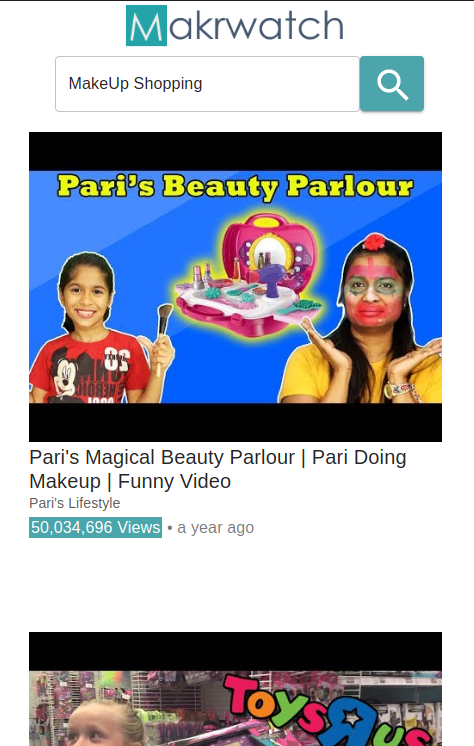 Makrwatch
MakeUp Shopping
Pari's Beauty Parlour
Pari's Magical Beauty Parlour | Pari Doing
Makeup | Funny Video
Pari's Lifestyle
50,034,696 Views • a year ago
Toys R us